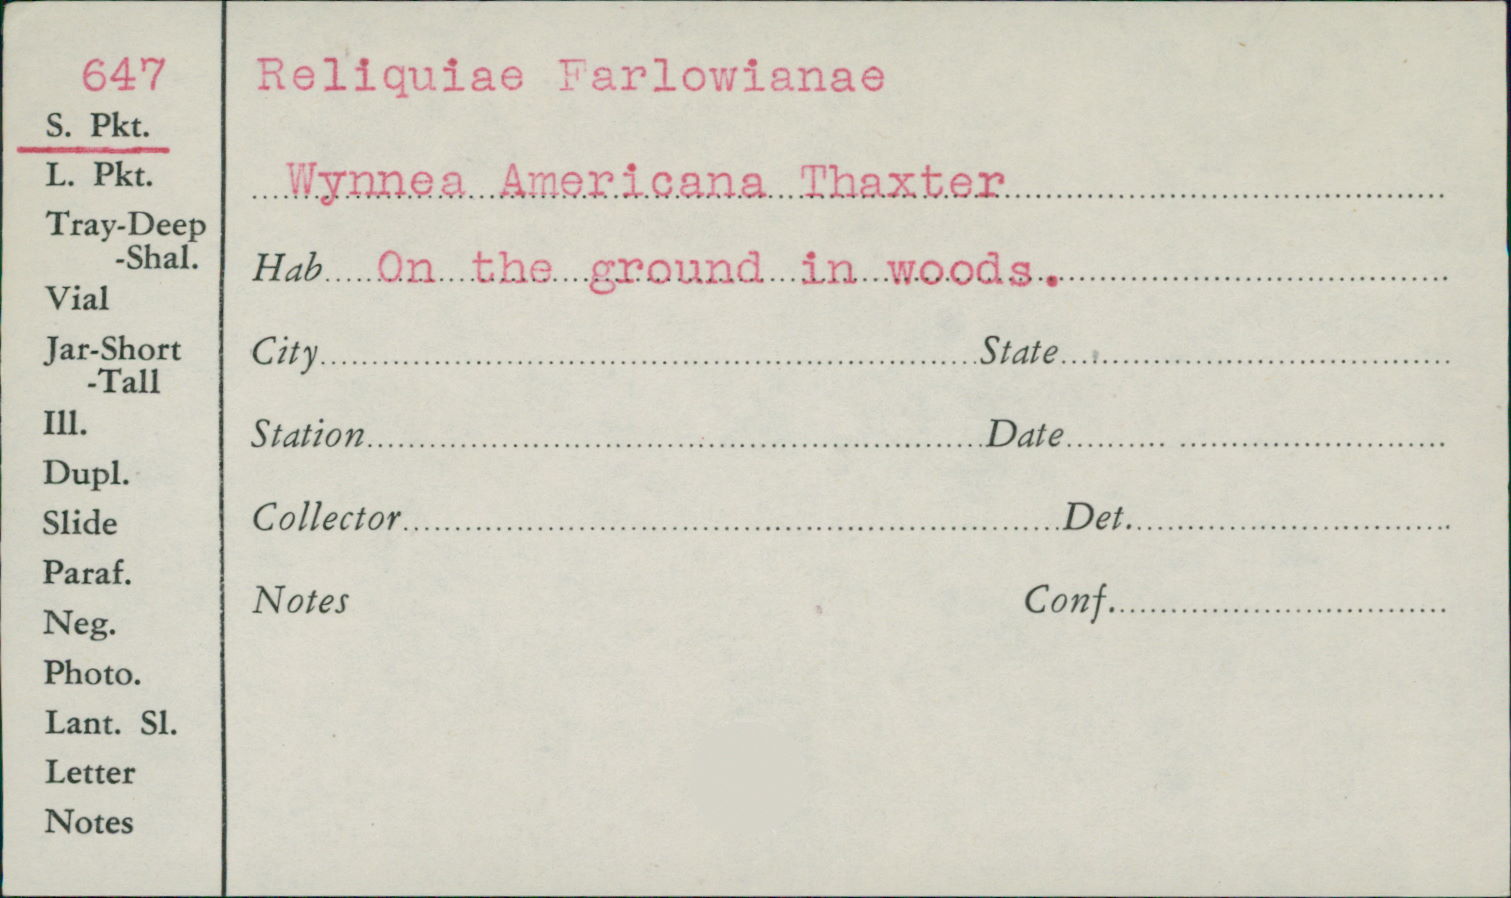 647
S. Pkt.
L. Pkt.
Tray-Deep
-Shal.
Vial
Jar-Short
-Tall
Ill.
Dupl.
Slide
Paraf.
Neg.
Photo.
Lant. Sl.
Letter
Notes
Reliquiae Farlowianae
Wynnea Americana Thaxter
Hab On the ground in woods.
City State
Station Date
Collector Det.
Notes Conf.